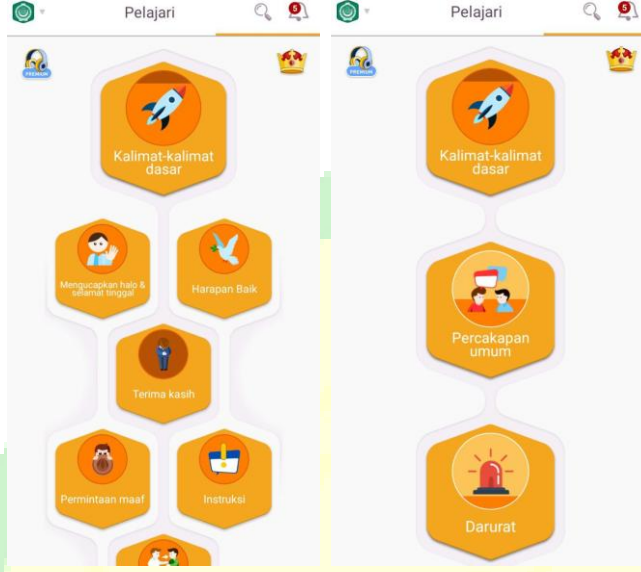 Pelajari
5
PREMIUM
Kalimat-kalimat
dasar
Mengucapkan halo &
selamat tinggal
Harapan Baik
Terima kasih
Permintaan maaf
Instruksi
Pelajari
5
PREMIUM
Kalimat-kalimat
dasar
Percakapan
umum
Darurat